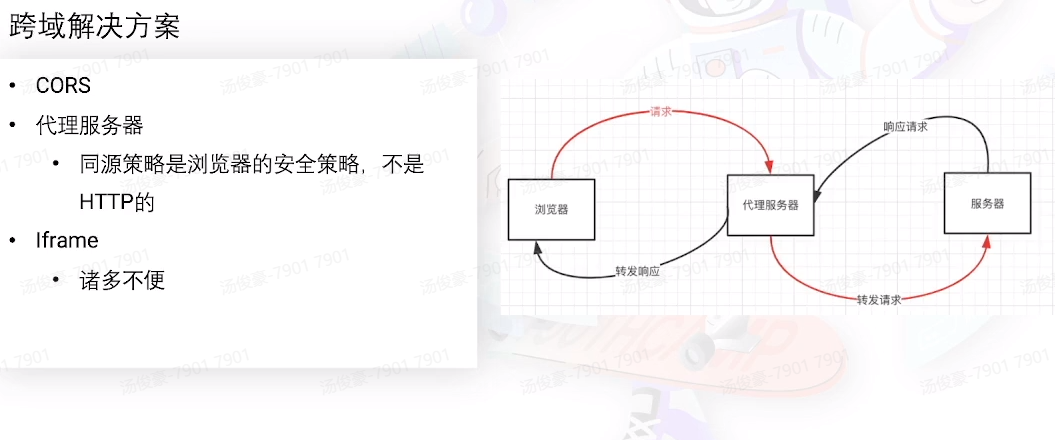 跨域解决方案
• CORS
• 代理服务器
• 同源策略是浏览器的安全策略，不是
HTTP的
• Iframe
• 诸多不便
请求
响应请求
浏览器
代理服务器
服务器
转发响应
转发请求
汤俊豪-7901